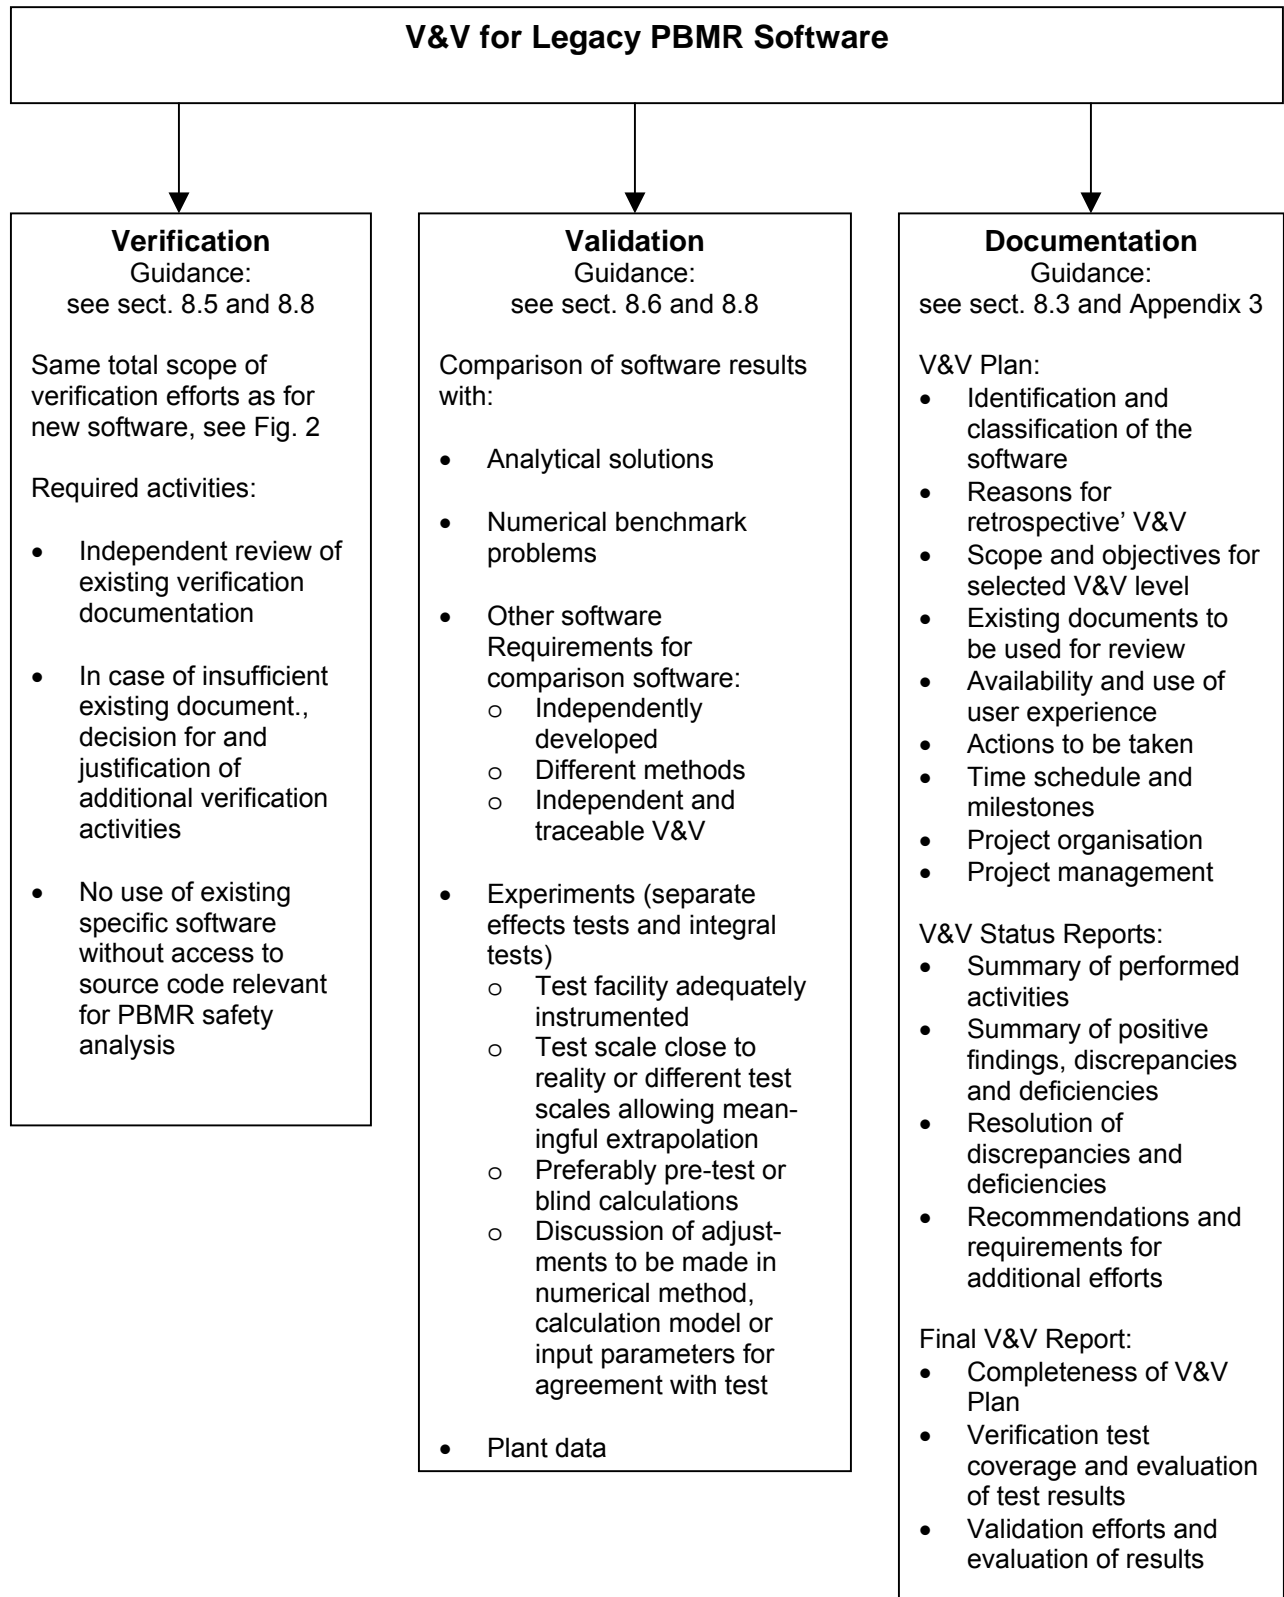 V&V for Legacy PBMR Software
Verification
Guidance:
see sect. 8.5 and 8.8
Same total scope of
verification efforts as for
new software, see Fig. 2
Required activities:
• Independent review of
existing verification
documentation
• In case of insufficient
existing document.,
decision for and
justification of
additional verification
activities
• No use of existing
specific software
without access to
source code relevant
for PBMR safety
analysis
Validation
Guidance:
see sect. 8.6 and 8.8
Comparison of software results
with:
• Analytical solutions
• Numerical benchmark
problems
• Other software
Requirements for
comparison software:
o Independently
developed
o Different methods
o Independent and
traceable V&V
• Experiments (separate
effects tests and integral
tests)
o Test facility adequately
instrumented
o Test scale close to
reality or different test
scales allowing mean-
ingful extrapolation
o Preferably pre-test or
blind calculations
o Discussion of adjust-
ments to be made in
numerical method,
calculation model or
input parameters for
agreement with test
• Plant data
Documentation
Guidance:
see sect. 8.3 and Appendix 3
V&V Plan:
• Identification and
classification of the
software
• Reasons for
retrospective’ V&V
• Scope and objectives for
selected V&V level
• Existing documents to
be used for review
• Availability and use of
user experience
• Actions to be taken
• Time schedule and
milestones
• Project organisation
• Project management
V&V Status Reports:
• Summary of performed
activities
• Summary of positive
findings, discrepancies
and deficiencies
• Resolution of
discrepancies and
deficiencies
• Recommendations and
requirements for
additional efforts
Final V&V Report:
• Completeness of V&V
Plan
• Verification test
coverage and evaluation
of test results
• Validation efforts and
evaluation of results